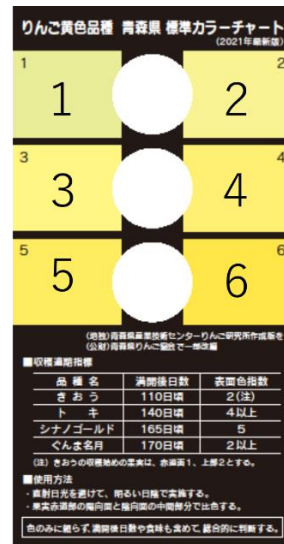 りんご黄色品種 青森県 標準カラーチャート
(2021年最新版)
1 2
1 2
3 4
3 4
5 6
5 6
(地独)青森県産業技術センターりんご研究所作成版を
(公財)青森県りんご協会で一部改編
■収穫適期指標
品種名 満開後日数 表面色指数
きおう 110日頃 2(注)
トキ 140日頃 4以上
シナノゴールド 165日頃 5
ぐんま名月 170日頃 2以上
(注) きおうの収穫始めの果実は、赤道面1、上部2とする。
■使用方法
・直射日光を避けて、明るい日陰で実施する。
・果実赤道部の陽向面と陰向面の中間部分で比色する。
色のみに頼らず、満開後日数や食味も含めて、総合的に判断する。